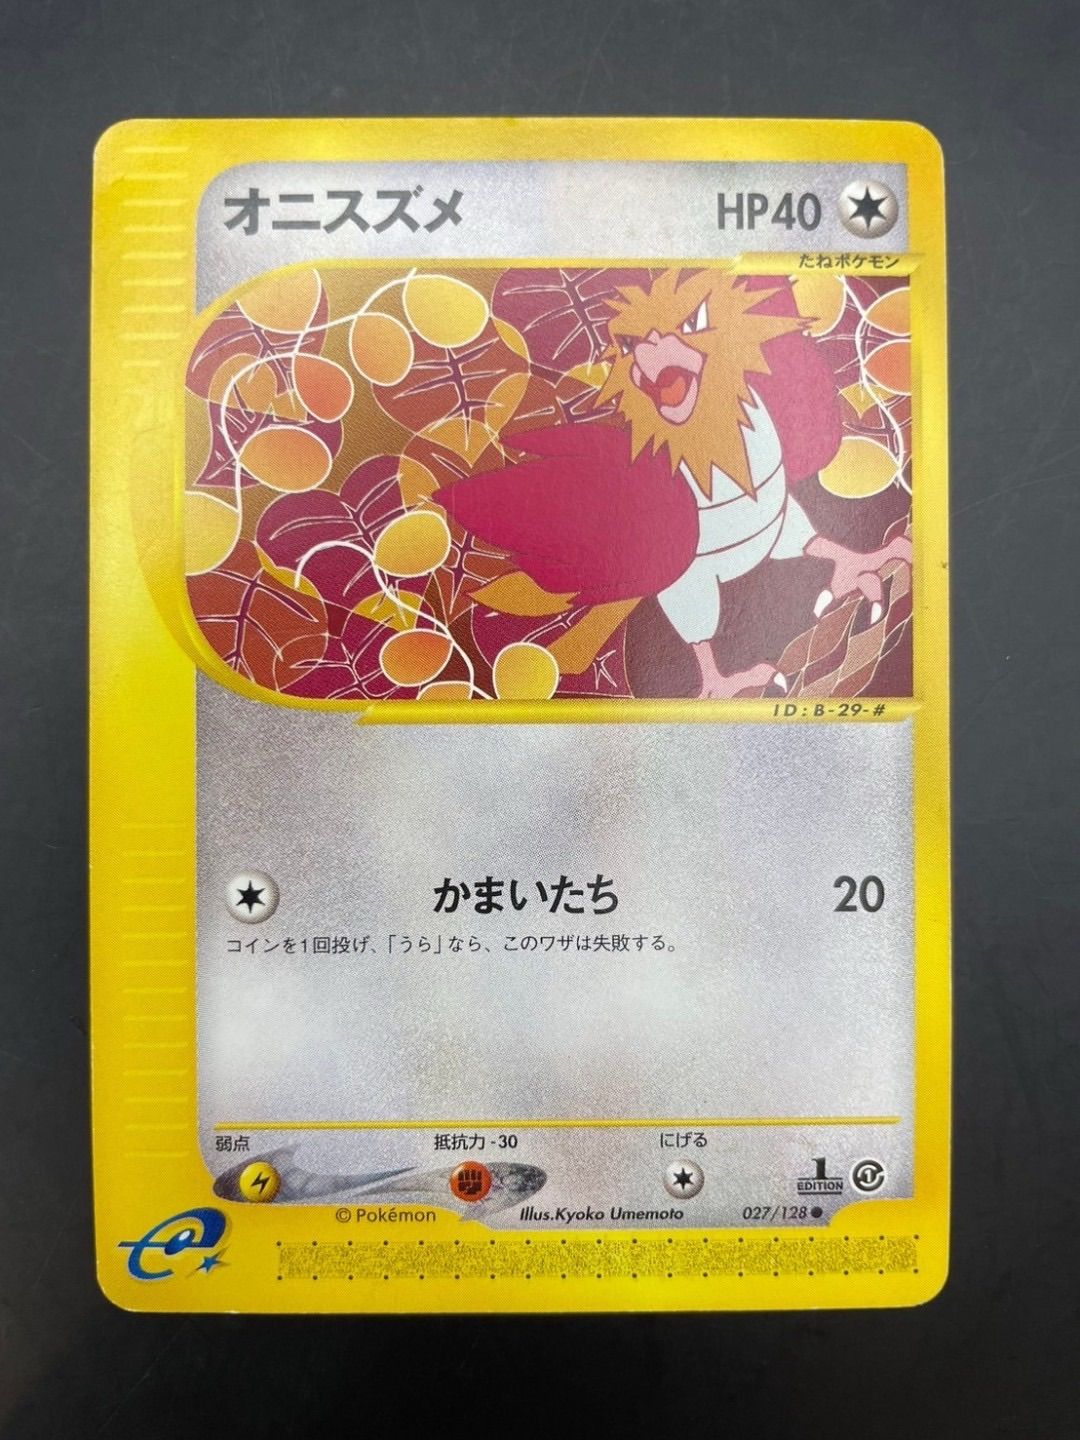 オニスズメ HP40
たねポケモン
ID:B-29-#
かまいたち 20
コインを1回投げ、「うら」なら、このワザは失敗する。
弱点 抵抗力-30 にげる
1 EDITION
© Pokémon Illus.Kyoko Umemoto 027/128 ●
e